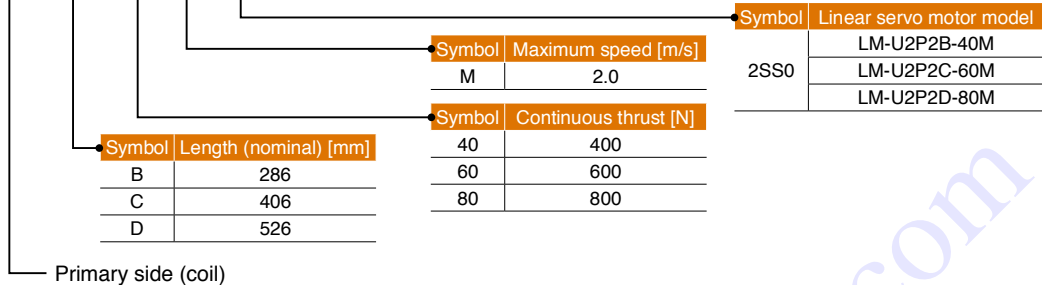 Symbol Linear servo motor model
2SS0
LM-U2P2B-40M
LM-U2P2C-60M
LM-U2P2D-80M
Symbol Maximum speed [m/s]
M 2.0
Symbol Continuous thrust [N]
40 400
60 600
80 800
Symbol Length (nominal) [mm]
B 286
C 406
D 526
Primary side (coil)
com